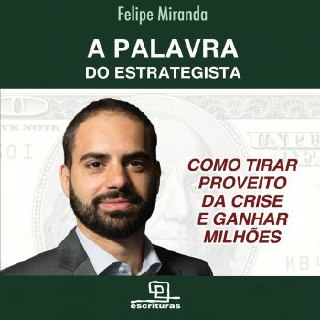 Felipe Miranda
A PALAVRA
DO ESTRATEGISTA
COMO TIRAR
PROVEITO
DA CRISE
E GANHAR
MILHÕES
escrituras